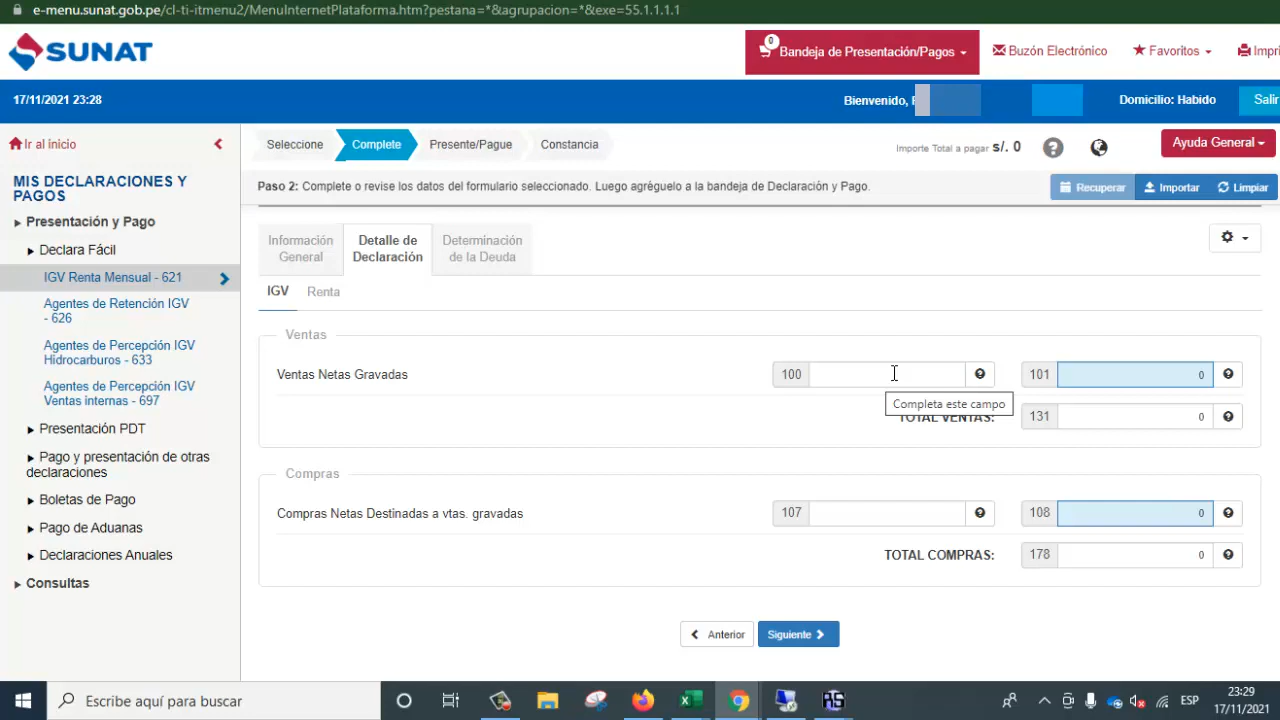 e-menu.sunat.gob.pe/cl-ti-itmenu2/MenuInternetPlataforma.htm?pestana=*&agrupacion=*&exe=55.1.1.1.1
SUNAT
0
Bandeja de Presentación/Pagos
Buzón Electrónico
Favoritos
Impri
17/11/2021 23:28
Bienvenido,
Domicilio: Habido
Salir
Ir al inicio
Seleccione
Complete
Presente/Pague
Constancia
Importe Total a pagar s/. 0
Ayuda General
MIS DECLARACIONES Y
PAGOS
Paso 2: Complete o revise los datos del formulario seleccionado. Luego agréguelo a la bandeja de Declaración y Pago.
Recuperar
Importar
Limpiar
Presentación y Pago
Declara Fácil
IGV Renta Mensual - 621
Agentes de Retención IGV
- 626
Agentes de Percepción IGV
Hidrocarburos - 633
Agentes de Percepción IGV
Ventas internas - 697
Presentación PDT
Pago y presentación de otras
declaraciones
Boletas de Pago
Pago de Aduanas
Declaraciones Anuales
Consultas
Información
General
Detalle de
Declaración
Determinación
de la Deuda
IGV
Renta
Ventas
Ventas Netas Gravadas
100
101
0
Completa este campo
TOTAL VENTAS:
131
0
Compras
Compras Netas Destinadas a vtas. gravadas
107
108
0
TOTAL COMPRAS:
178
0
Anterior
Siguiente
Escribe aquí para buscar
ESP
23:29
17/11/2021